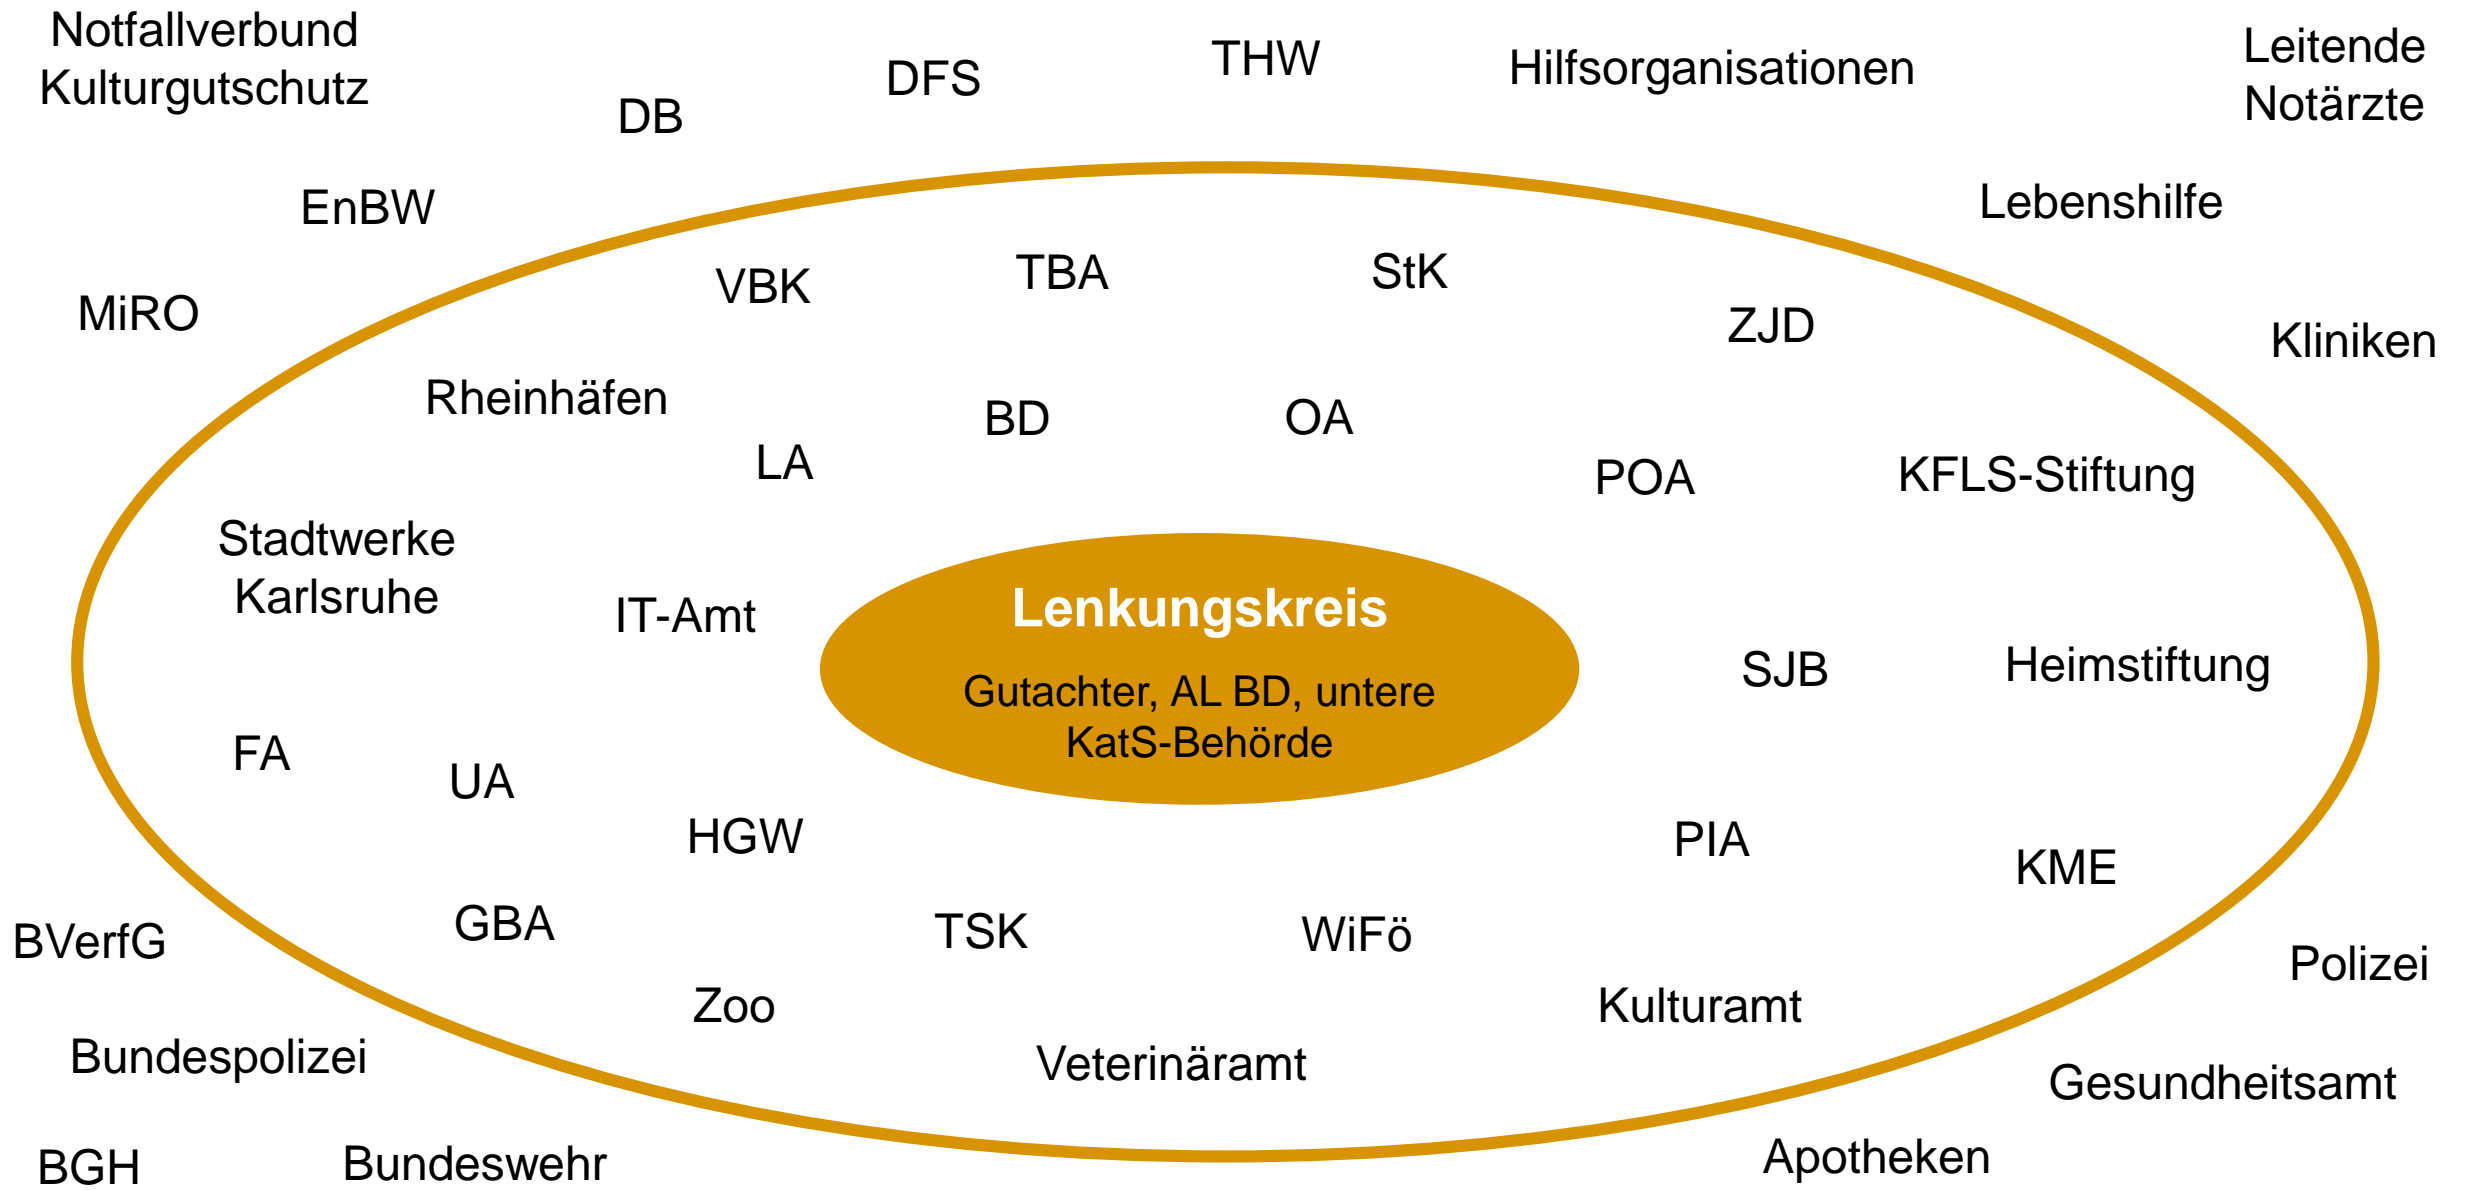 Notfallverbund
Kulturgutschutz
DB
DFS
THW
Hilfsorganisationen
Leitende
Notärzte
EnBW
Lebenshilfe
MiRO
VBK
TBA
StK
ZJD
Kliniken
Rheinhäfen
LA
BD
OA
POA
KFLS-Stiftung
Stadtwerke
Karlsruhe
IT-Amt
Lenkungskreis
Gutachter, AL BD, untere
KatS-Behörde
SJB
Heimstiftung
FA
UA
HGW
PIA
KME
BVerfG
GBA
TSK
WiFö
Polizei
Zoo
Kulturamt
Bundespolizei
Veterinäramt
Gesundheitsamt
BGH
Bundeswehr
Apotheken